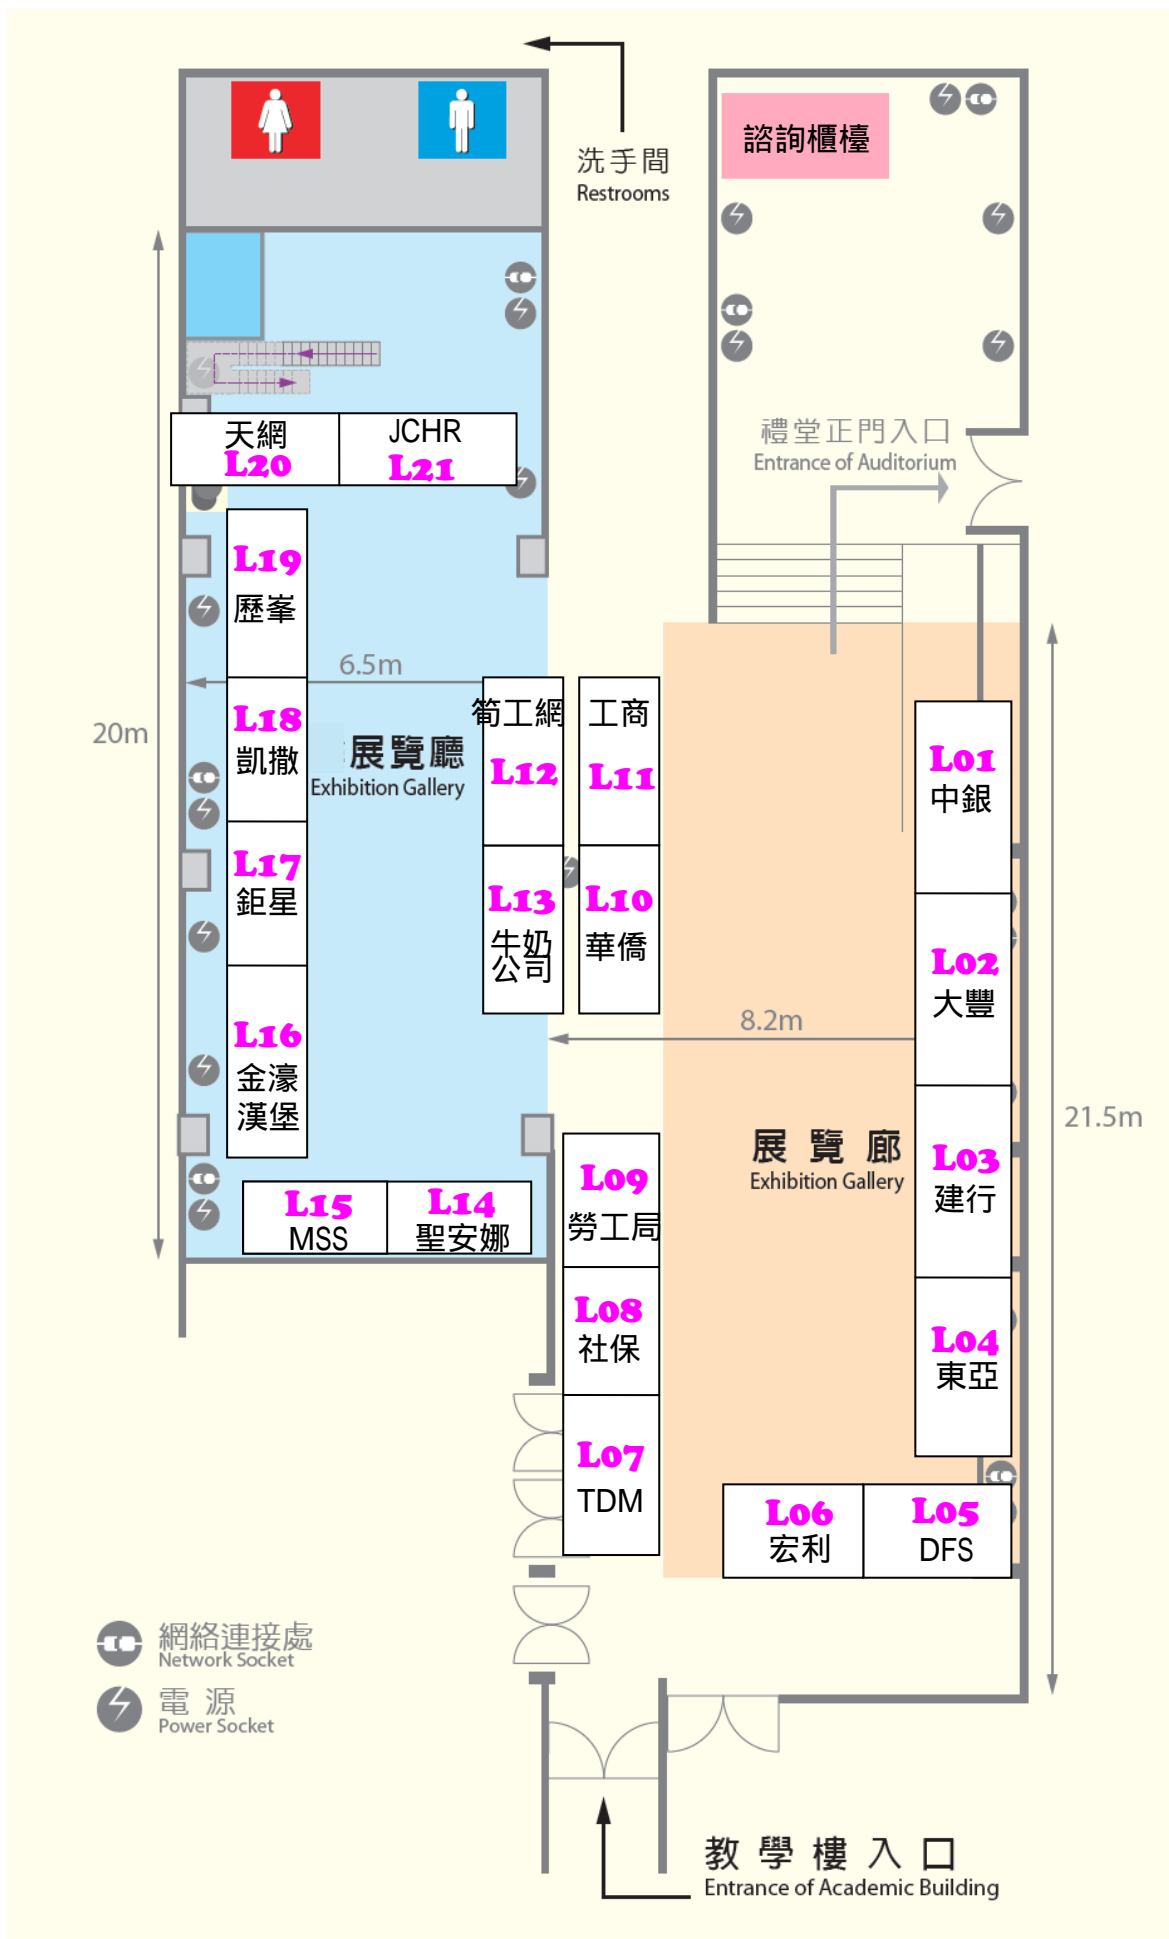 洗手間
Restrooms
諮詢櫃檯
天網
L20
JCHR
L21
禮堂正門入口
Entrance of Auditorium
L19
歷峯
6.5m
20m
L18
凱撒
展覽廳
Exhibition Gallery
筍工網
L12
工商
L11
L01
中銀
L17
鉅星
L13
牛奶
公司
L10
華僑
L02
大豐
8.2m
L16
金濠
漢堡
21.5m
展覽廊
Exhibition Gallery
L03
建行
L09
勞工局
L15
MSS
L14
聖安娜
L08
社保
L04
東亞
L07
TDM
L06
宏利
L05
DFS
網絡連接處
Network Socket
電源
Power Socket
教學樓入口
Entrance of Academic Building